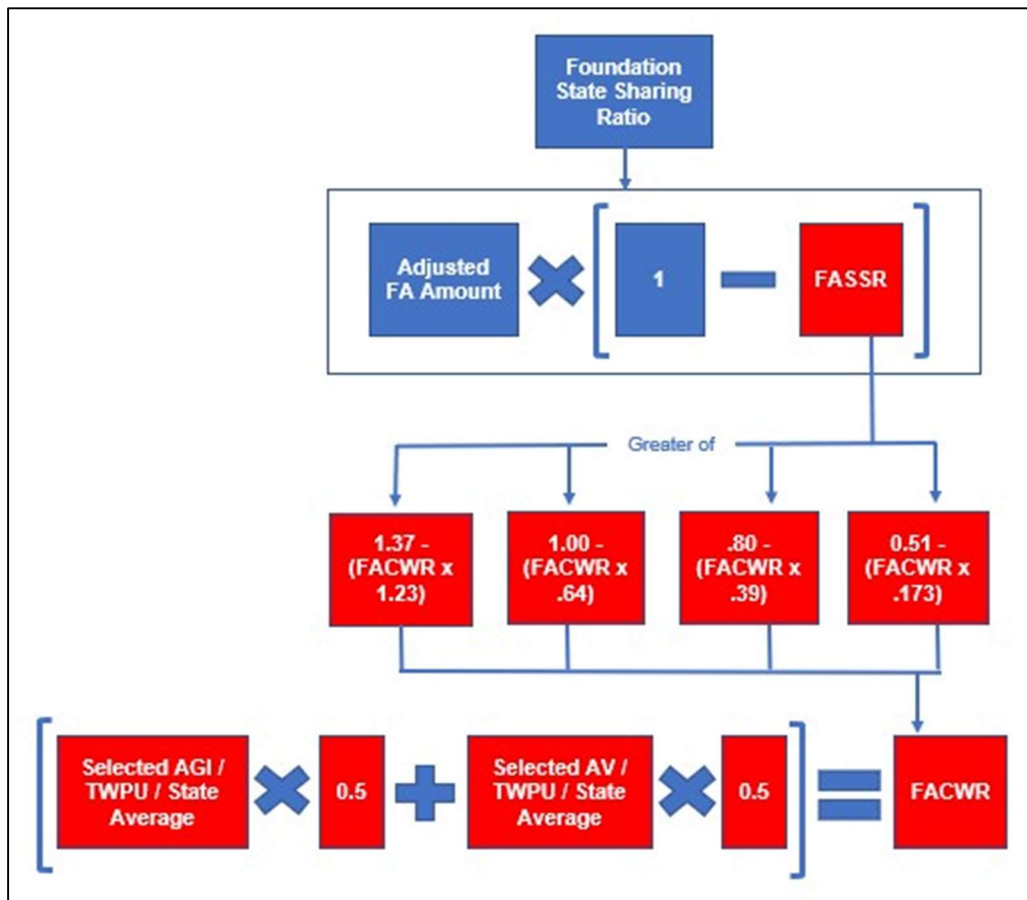 Foundation
State Sharing
Ratio
Adjusted
FA Amount
1
FASSR
Greater of
1.37 -
(FACWR x
1.23)
1.00 -
(FACWR x
.64)
.80 -
(FACWR x
.39)
0.51 -
(FACWR x
.173)
Selected AGI /
TWPU / State
Average
0.5
Selected AV /
TWPU / State
Average
0.5
FACWR